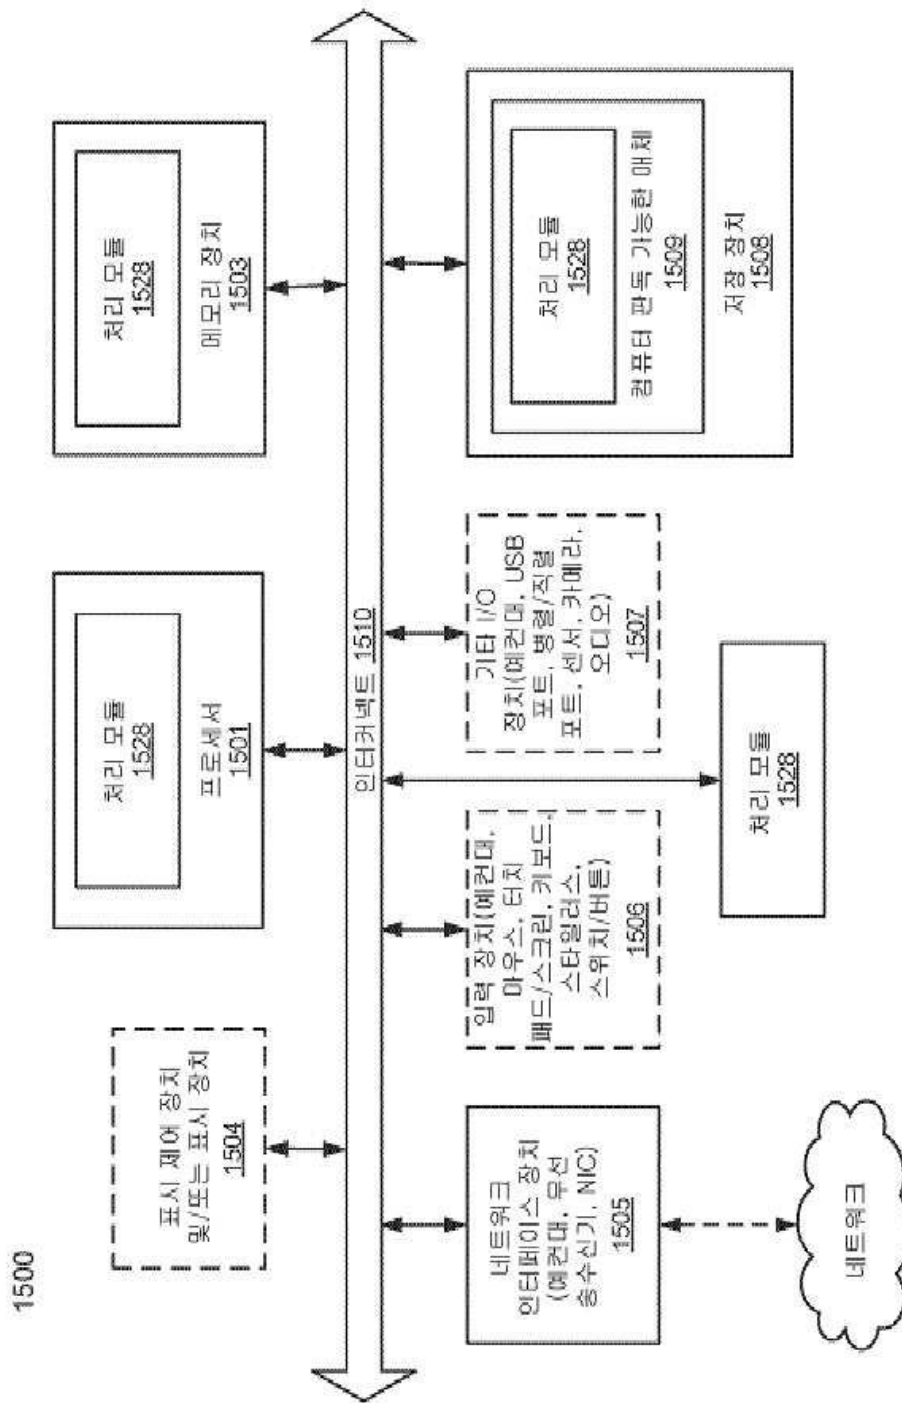 1500
표시 제어 장치
및/또는 표시 장치
1504
처리 모듈
1528
프로세서
1501
처리 모듈
1528
메모리 장치
1503
인터커넥트 1510
네트워크
인터페이스 장치
(예컨대, 무선
송수신기, NIC)
1505
입력 장치(예컨대,
마우스, 터치
패드/스크린, 키보드,
스타일러스,
스위치/버튼)
1506
기타 I/O
장치(예컨대, USB
포트, 병렬/직렬
포트, 센서, 카메라,
오디오)
1507
처리 모듈
1528
컴퓨터 판독 가능한 매체
1509
저장 장치
1508
네트워크
처리 모듈
1528